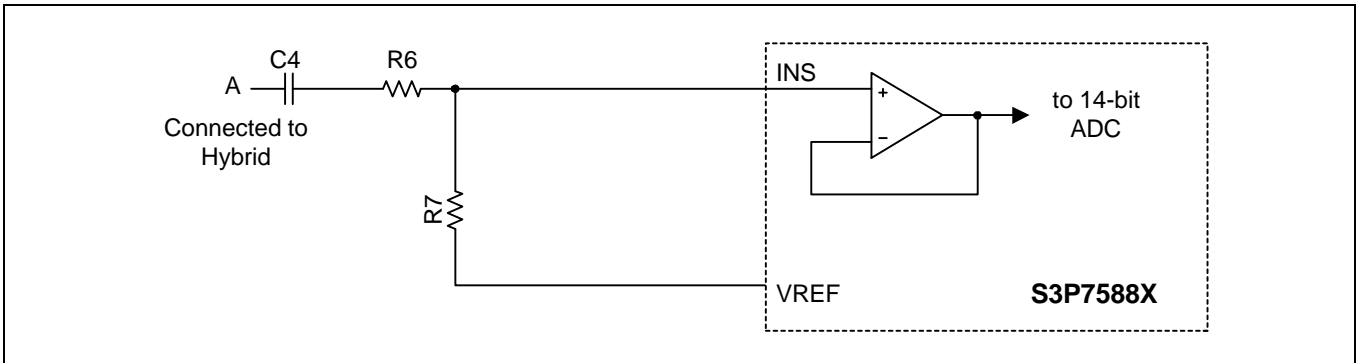 C4
R6
A
Connected to
Hybrid
R7
INS
+
−
to 14-bit
ADC
VREF
S3P7588X